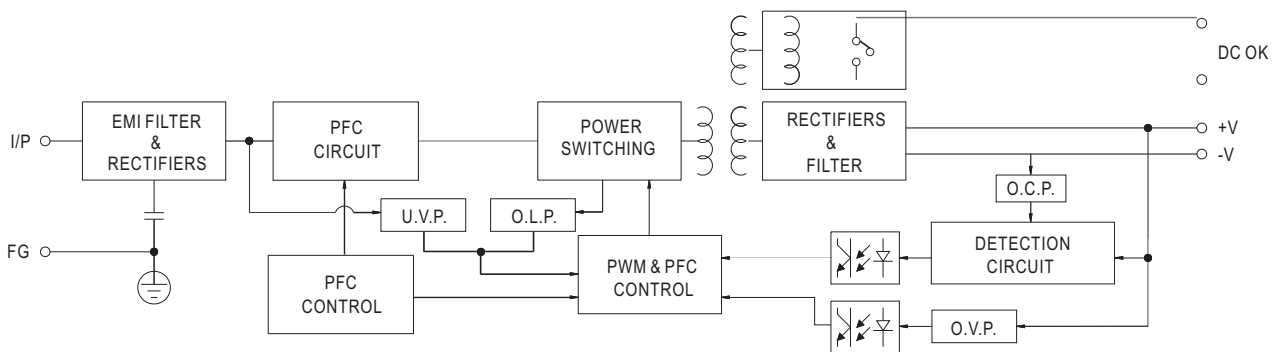 DC OK
I/P
EMI FILTER
&
RECTIFIERS
PFC
CIRCUIT
POWER
SWITCHING
RECTIFIERS
&
FILTER
+V
-V
O.C.P.
U.V.P.
O.L.P.
FG
PFC
CONTROL
PWM & PFC
CONTROL
DETECTION
CIRCUIT
O.V.P.